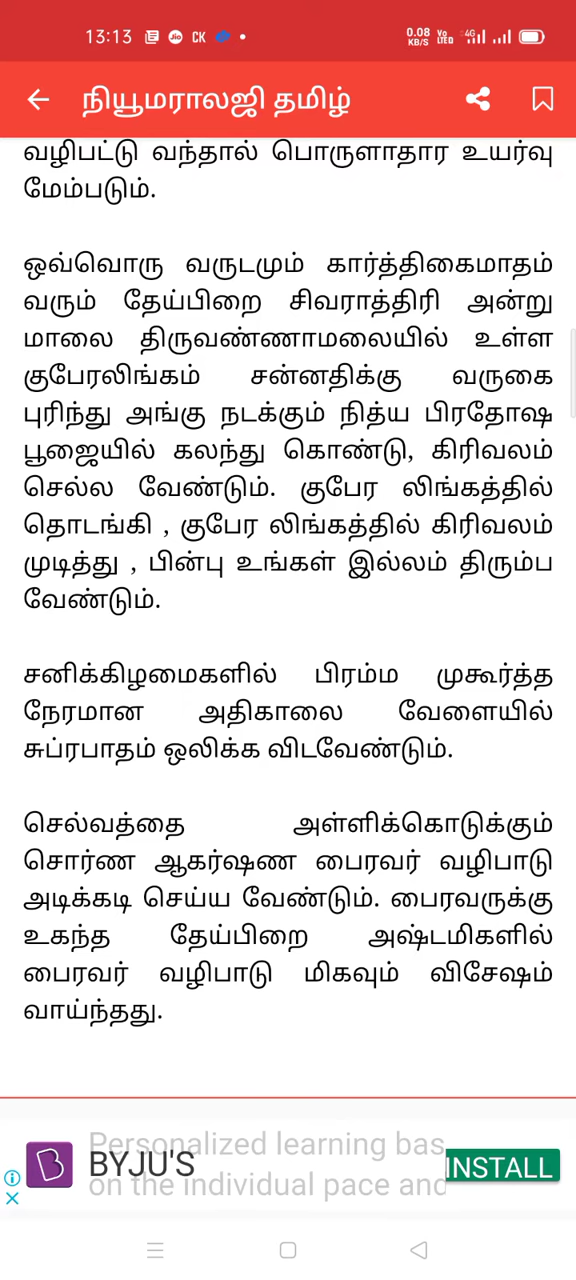 13:13 CK 0.08 KB/S Vo LTED 4G
நியூமராலஜி தமிழ்
வழிபட்டு வந்தால் பொருளாதார உயர்வு
மேம்படும்.
ஒவ்வொரு வருடமும் கார்த்திகைமாதம்
வரும் தேய்பிறை சிவராத்திரி அன்று
மாலை திருவண்ணாமலையில் உள்ள
குபேரலிங்கம் சன்னதிக்கு வருகை
புரிந்து அங்கு நடக்கும் நித்ய பிரதோஷ
பூஜையில் கலந்து கொண்டு, கிரிவலம்
செல்ல வேண்டும். குபேர லிங்கத்தில்
தொடங்கி , குபேர லிங்கத்தில் கிரிவலம்
முடித்து , பின்பு உங்கள் இல்லம் திரும்ப
வேண்டும்.
சனிக்கிழமைகளில் பிரம்ம முகூர்த்த
நேரமான அதிகாலை வேளையில்
சுப்ரபாதம் ஒலிக்க விடவேண்டும்.
செல்வத்தை அள்ளிக்கொடுக்கும்
சொர்ண ஆகர்ஷண பைரவர் வழிபாடு
அடிக்கடி செய்ய வேண்டும். பைரவருக்கு
உகந்த தேய்பிறை அஷ்டமிகளில்
பைரவர் வழிபாடு மிகவும் விசேஷம்
வாய்ந்தது.
Personalized learning bas
BYJU'S
on the individual pace and
INSTALL